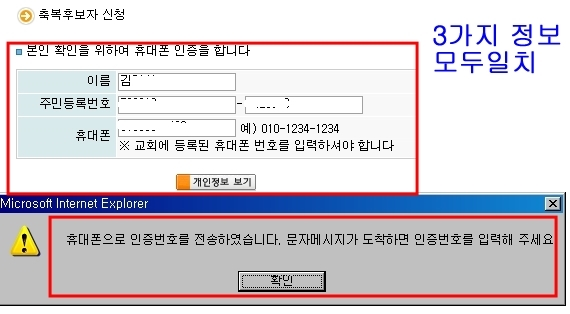 축복후보자 신청
3가지 정보
모두일치
본인 확인을 위하여 휴대폰 인증을 합니다
이름 김
주민등록번호 -
휴대폰 예) 010-1234-1234
※ 교회에 등록된 휴대폰 번호를 입력하셔야 합니다
개인정보 보기
Microsoft Internet Explorer
휴대폰으로 인증번호를 전송하였습니다. 문자메시지가 도착하면 인증번호를 입력해 주세요
확인